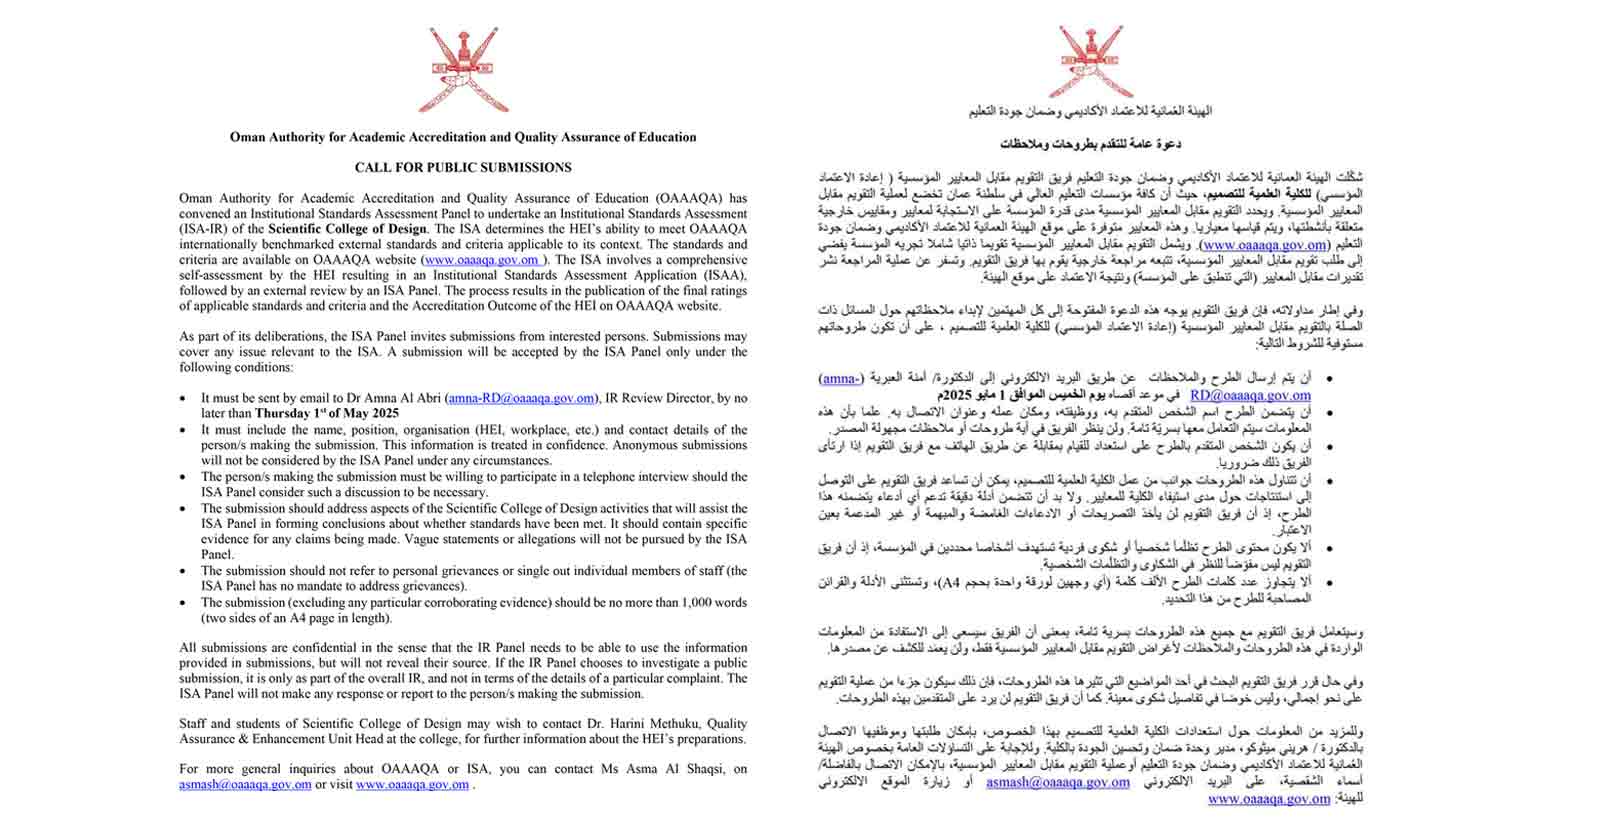 Oman Authority for Academic Accreditation and Quality Assurance of Education
CALL FOR PUBLIC SUBMISSIONS
Oman Authority for Academic Accreditation and Quality Assurance of Education (OAAAQA) has
convened an Institutional Standards Assessment Panel to undertake an Institutional Standards Assessment
(ISA-IR) of the Scientific College of Design. The ISA determines the HEI's ability to meet OAAAQA
internationally benchmarked external standards and criteria applicable to its context. The standards and
criteria are available on OAAAQA website (www.oaaaqa.gov.om ). The ISA involves a comprehensive
self-assessment by the HEI resulting in an Institutional Standards Assessment Application (ISAA),
followed by an external review by an ISA Panel. The process results in the publication of the final ratings
of applicable standards and criteria and the Accreditation Outcome of the HEI on OAAAQA website.
As part of its deliberations, the ISA Panel invites submissions from interested persons. Submissions may
cover any issue relevant to the ISA. A submission will be accepted by the ISA Panel only under the
following conditions:
• It must be sent by email to Dr Amna Al Abri (amna-RD@oaaaqa.gov.om), IR Review Director, by no
later than Thursday 1st of May 2025
• It must include the name, position, organisation (HEI, workplace, etc.) and contact details of the
person/s making the submission. This information is treated in confidence. Anonymous submissions
will not be considered by the ISA Panel under any circumstances.
• The person/s making the submission must be willing to participate in a telephone interview should the
ISA Panel consider such a discussion to be necessary.
• The submission should address aspects of the Scientific College of Design activities that will assist the
ISA Panel in forming conclusions about whether standards have been met. It should contain specific
evidence for any claims being made. Vague statements or allegations will not be pursued by the ISA
Panel.
• The submission should not refer to personal grievances or single out individual members of staff (the
ISA Panel has no mandate to address grievances).
• The submission (excluding any particular corroborating evidence) should be no more than 1,000 words
(two sides of an A4 page in length).
All submissions are confidential in the sense that the IR Panel needs to be able to use the information
provided in submissions, but will not reveal their source. If the IR Panel chooses to investigate a public
submission, it is only as part of the overall IR, and not in terms of the details of a particular complaint. The
ISA Panel will not make any response or report to the person/s making the submission.
Staff and students of Scientific College of Design may wish to contact Dr. Harini Methuku, Quality
Assurance & Enhancement Unit Head at the college, for further information about the HEI's preparations.
For more general inquiries about OAAAQA or ISA, you can contact Ms Asma Al Shaqsi, on
asmash@oaaaqa.gov.om or visit www.oaaaqa.gov.om .
الهيئة العُمانية للاعتماد الأكاديمي وضمان جودة التعليم
دعوة عامة للتقدم بطروحات وملاحظات
شكّلت الهيئة العمانية للاعتماد الأكاديمي وضمان جودة التعليم فريق التقويم مقابل المعايير المؤسسية ( إعادة الاعتماد
المؤسسي) للكلية العلمية للتصميم، حيث أن كافة مؤسسات التعليم العالي في سلطنة عمان تخضع لعملية التقويم مقابل
المعايير المؤسسية. ويحدد التقويم مقابل المعايير المؤسسية مدى قدرة المؤسسة على الاستجابة لمعايير ومقاييس خارجية
متعلقة بأنشطتها، ويتم قياسها معياريا. وهذه المعايير متوفرة على موقع الهيئة العمانية للاعتماد الأكاديمي وضمان جودة
التعليم (www.oaaaqa.gov.om). ويشمل التقويم مقابل المعايير المؤسسية تقويما ذاتيا شاملا تجريه المؤسسة يفضي
إلى طلب تقويم مقابل المعايير المؤسسية، تتبعه مراجعة خارجية يقوم بها فريق التقويم. وتسفر عن عملية المراجعة نشر
تقديرات مقابل المعايير (التي تنطبق على المؤسسة) ونتيجة الاعتماد على موقع الهيئة.
وفي إطار مداولاته، فإن فريق التقويم يوجه هذه الدعوة المفتوحة إلى كل المهتمين لإبداء ملاحظاتهم حول المسائل ذات
الصلة بالتقويم مقابل المعايير المؤسسية (إعادة الاعتماد المؤسسي) للكلية العلمية للتصميم ، على أن تكون طروحاتهم
مستوفية للشروط التالية:
• أن يتم إرسال الطرح والملاحظات عن طريق البريد الالكتروني إلى الدكتورة/ آمنة العبرية (amna-
RD@oaaaqa.gov.om) في موعد أقصاه يوم الخميس الموافق 1 مايو 2025م
• أن يتضمن الطرح اسم الشخص المتقدم به، ووظيفته، ومكان عمله وعنوان الاتصال به. علما بأن هذه
المعلومات سيتم التعامل معها بسريّة تامة. ولن ينظر الفريق في أية طروحات أو ملاحظات مجهولة المصدر.
• أن يكون الشخص المتقدم بالطرح على استعداد للقيام بمقابلة عن طريق الهاتف مع فريق التقويم إذا ارتأى
الفريق ذلك ضروريا.
• أن تتناول هذه الطروحات جوانب من عمل الكلية العلمية للتصميم، يمكن أن تساعد فريق التقويم على التوصل
إلى استنتاجات حول مدى استيفاء الكلية للمعايير. ولا بد أن تتضمن أدلة دقيقة تدعم أي أدعاء يتضمنه هذا
الطرح، إذ أن فريق التقويم لن يأخذ التصريحات أو الادعاءات الغامضة والمبهمة أو غير المدعمة بعين
الاعتبار.
• ألا يكون محتوى الطرح تظلّماً شخصياً أو شكوى فردية تستهدف أشخاصا محددين في المؤسسة، إذ أن فريق
التقويم ليس مفوّضاً للنظر في الشكاوى والتظلّمات الشخصية.
• ألا يتجاوز عدد كلمات الطرح الألف كلمة (أي وجهين لورقة واحدة بحجم A4)، وتستثنى الأدلة والقرائن
المصاحبة للطرح من هذا التحديد.
وسيتعامل فريق التقويم مع جميع هذه الطروحات بسرية تامة، بمعنى أن الفريق سيسعى إلى الاستفادة من المعلومات
الواردة في هذه الطروحات والملاحظات لأغراض التقويم مقابل المعايير المؤسسية فقط، ولن يعمَد للكشف عن مصدرها.
وفي حال قرر فريق التقويم البحث في أحد المواضيع التي تثيرها هذه الطروحات، فإن ذلك سيكون جزءا من عملية التقويم
على نحو إجمالي، وليس خوضا في تفاصيل شكوى معينة. كما أن فريق التقويم لن يرد على المتقدمين بهذه الطروحات.
وللمزيد من المعلومات حول استعدادات الكلية العلمية للتصميم بهذا الخصوص، بإمكان طلبتها وموظفيها الاتصال
بالدكتورة / هريني ميثوكو، مدير وحدة ضمان وتحسين الجودة بالكلية. وللإجابة على التساؤلات العامة بخصوص الهيئة
العُمانية للاعتماد الأكاديمي وضمان جودة التعليم أوعملية التقويم مقابل المعايير المؤسسية، بالإمكان الاتصال بالفاضلة/
أسماء الشقصية، على البريد الالكتروني asmash@oaaaqa.gov.om أو زيارة الموقع الالكتروني
للهيئة: www.oaaaqa.gov.om